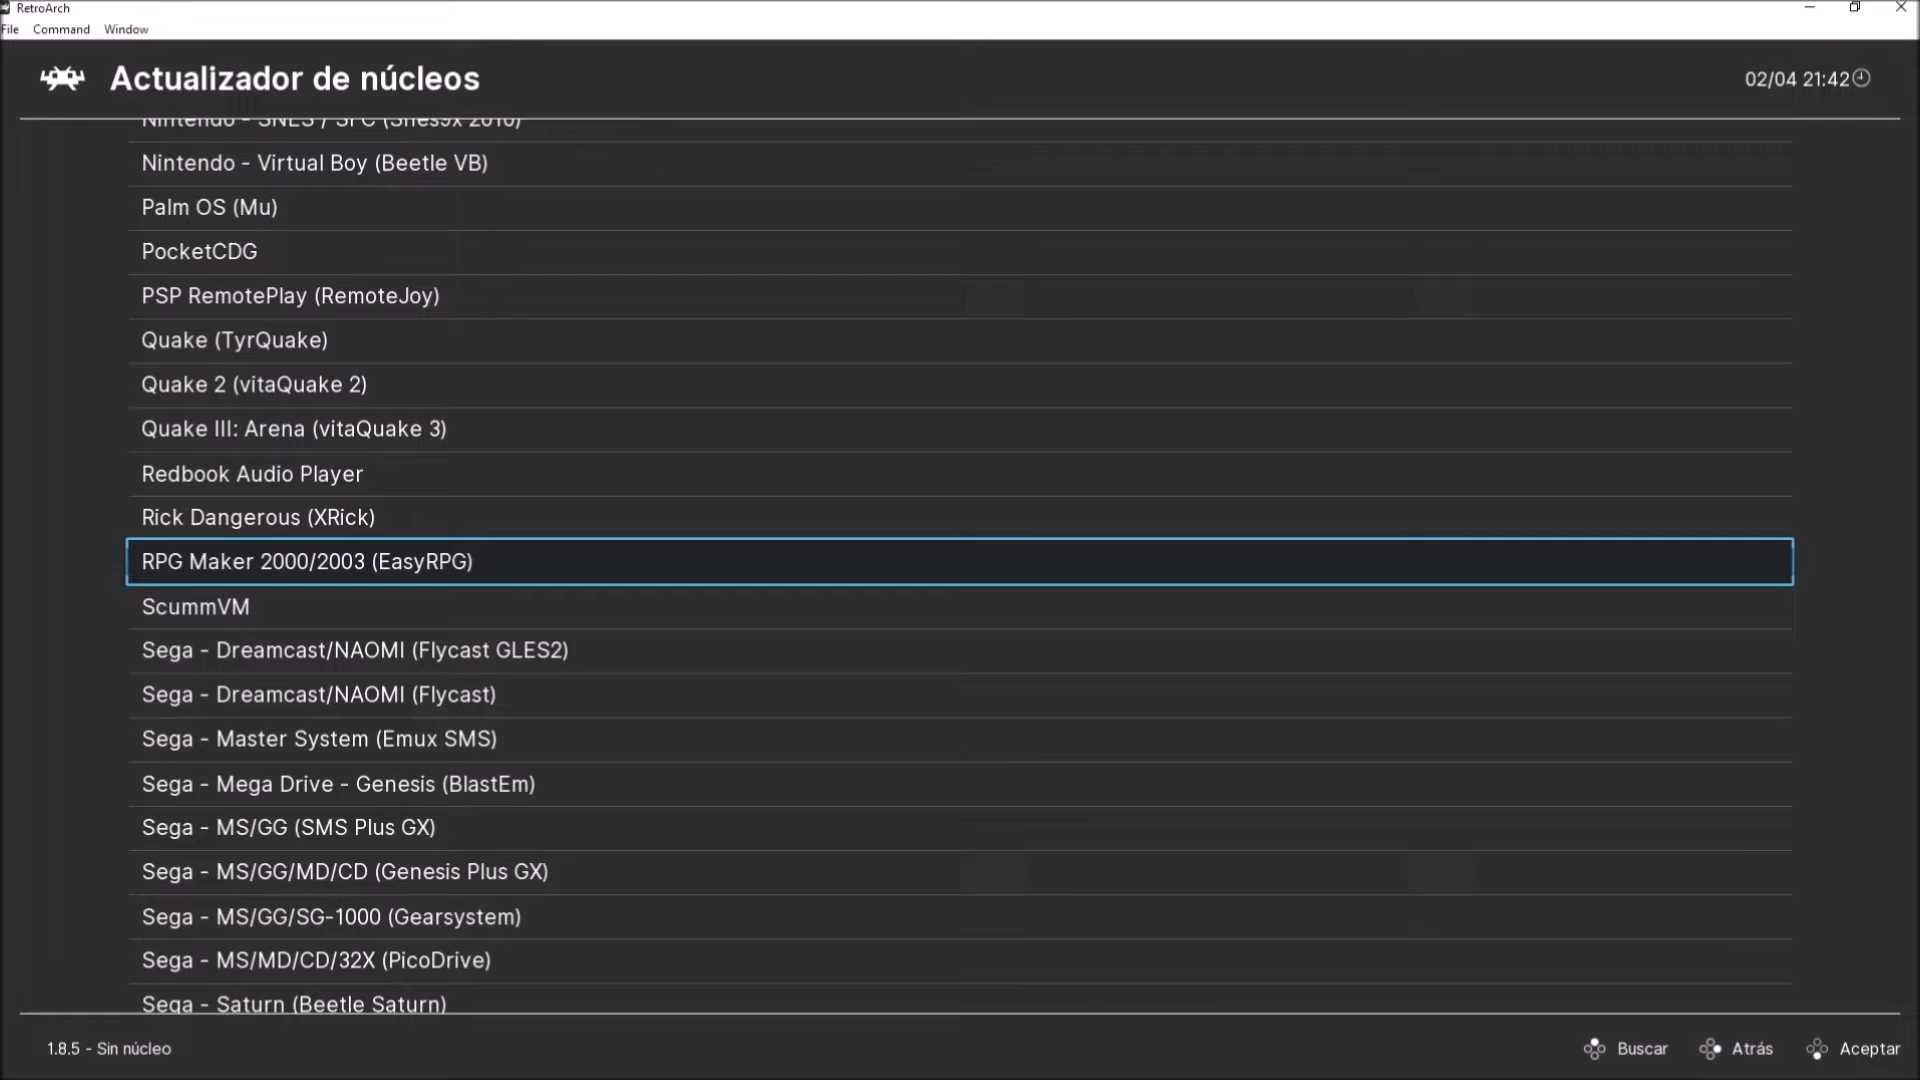 RetroArch
File Command Window
Actualizador de núcleos
02/04 21:42
Nintendo - SNES / SFC (Snes9x 2010)
Nintendo - Virtual Boy (Beetle VB)
Palm OS (Mu)
PocketCDG
PSP RemotePlay (RemoteJoy)
Quake (TyrQuake)
Quake 2 (vitaQuake 2)
Quake III: Arena (vitaQuake 3)
Redbook Audio Player
Rick Dangerous (XRick)
RPG Maker 2000/2003 (EasyRPG)
ScummVM
Sega - Dreamcast/NAOMI (Flycast GLES2)
Sega - Dreamcast/NAOMI (Flycast)
Sega - Master System (Emux SMS)
Sega - Mega Drive - Genesis (BlastEm)
Sega - MS/GG (SMS Plus GX)
Sega - MS/GG/MD/CD (Genesis Plus GX)
Sega - MS/GG/SG-1000 (Gearsystem)
Sega - MS/MD/CD/32X (PicoDrive)
Sega - Saturn (Beetle Saturn)
1.8.5 - Sin núcleo
Buscar Atrás Aceptar